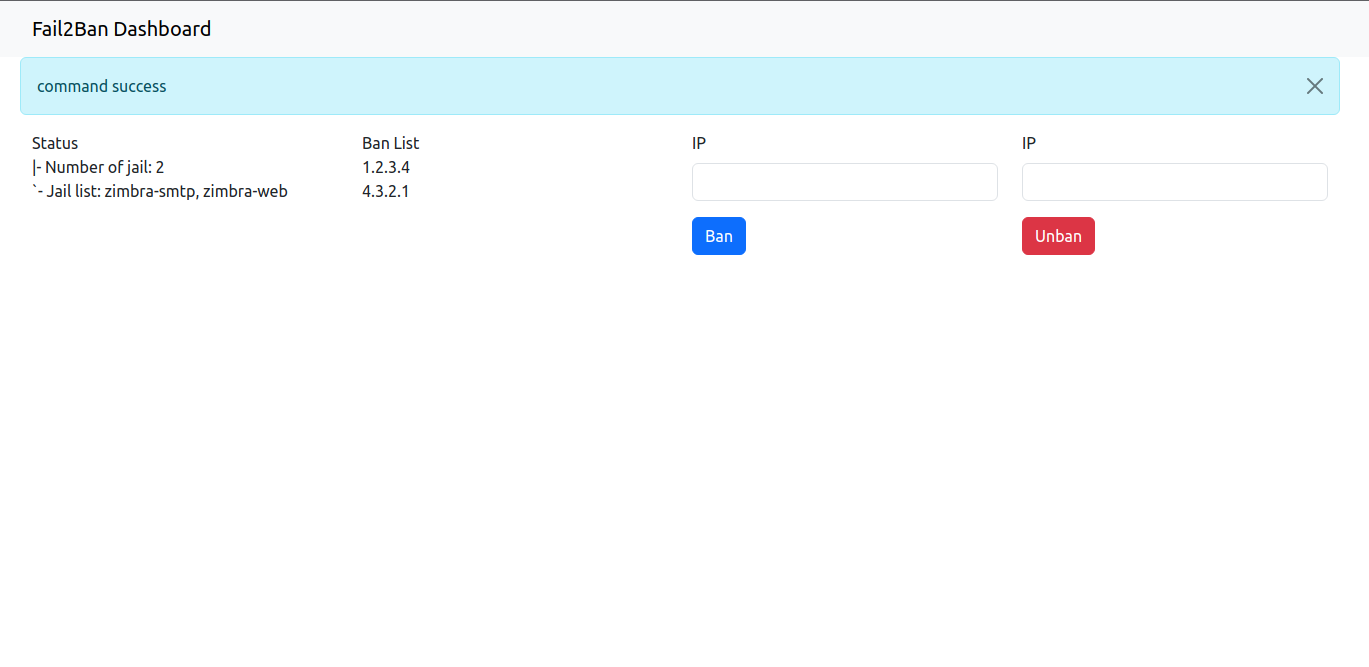 Fail2Ban Dashboard
command success
Status
|- Number of jail: 2
`- Jail list: zimbra-smtp, zimbra-web
Ban List
1.2.3.4
4.3.2.1
IP
Ban
IP
Unban